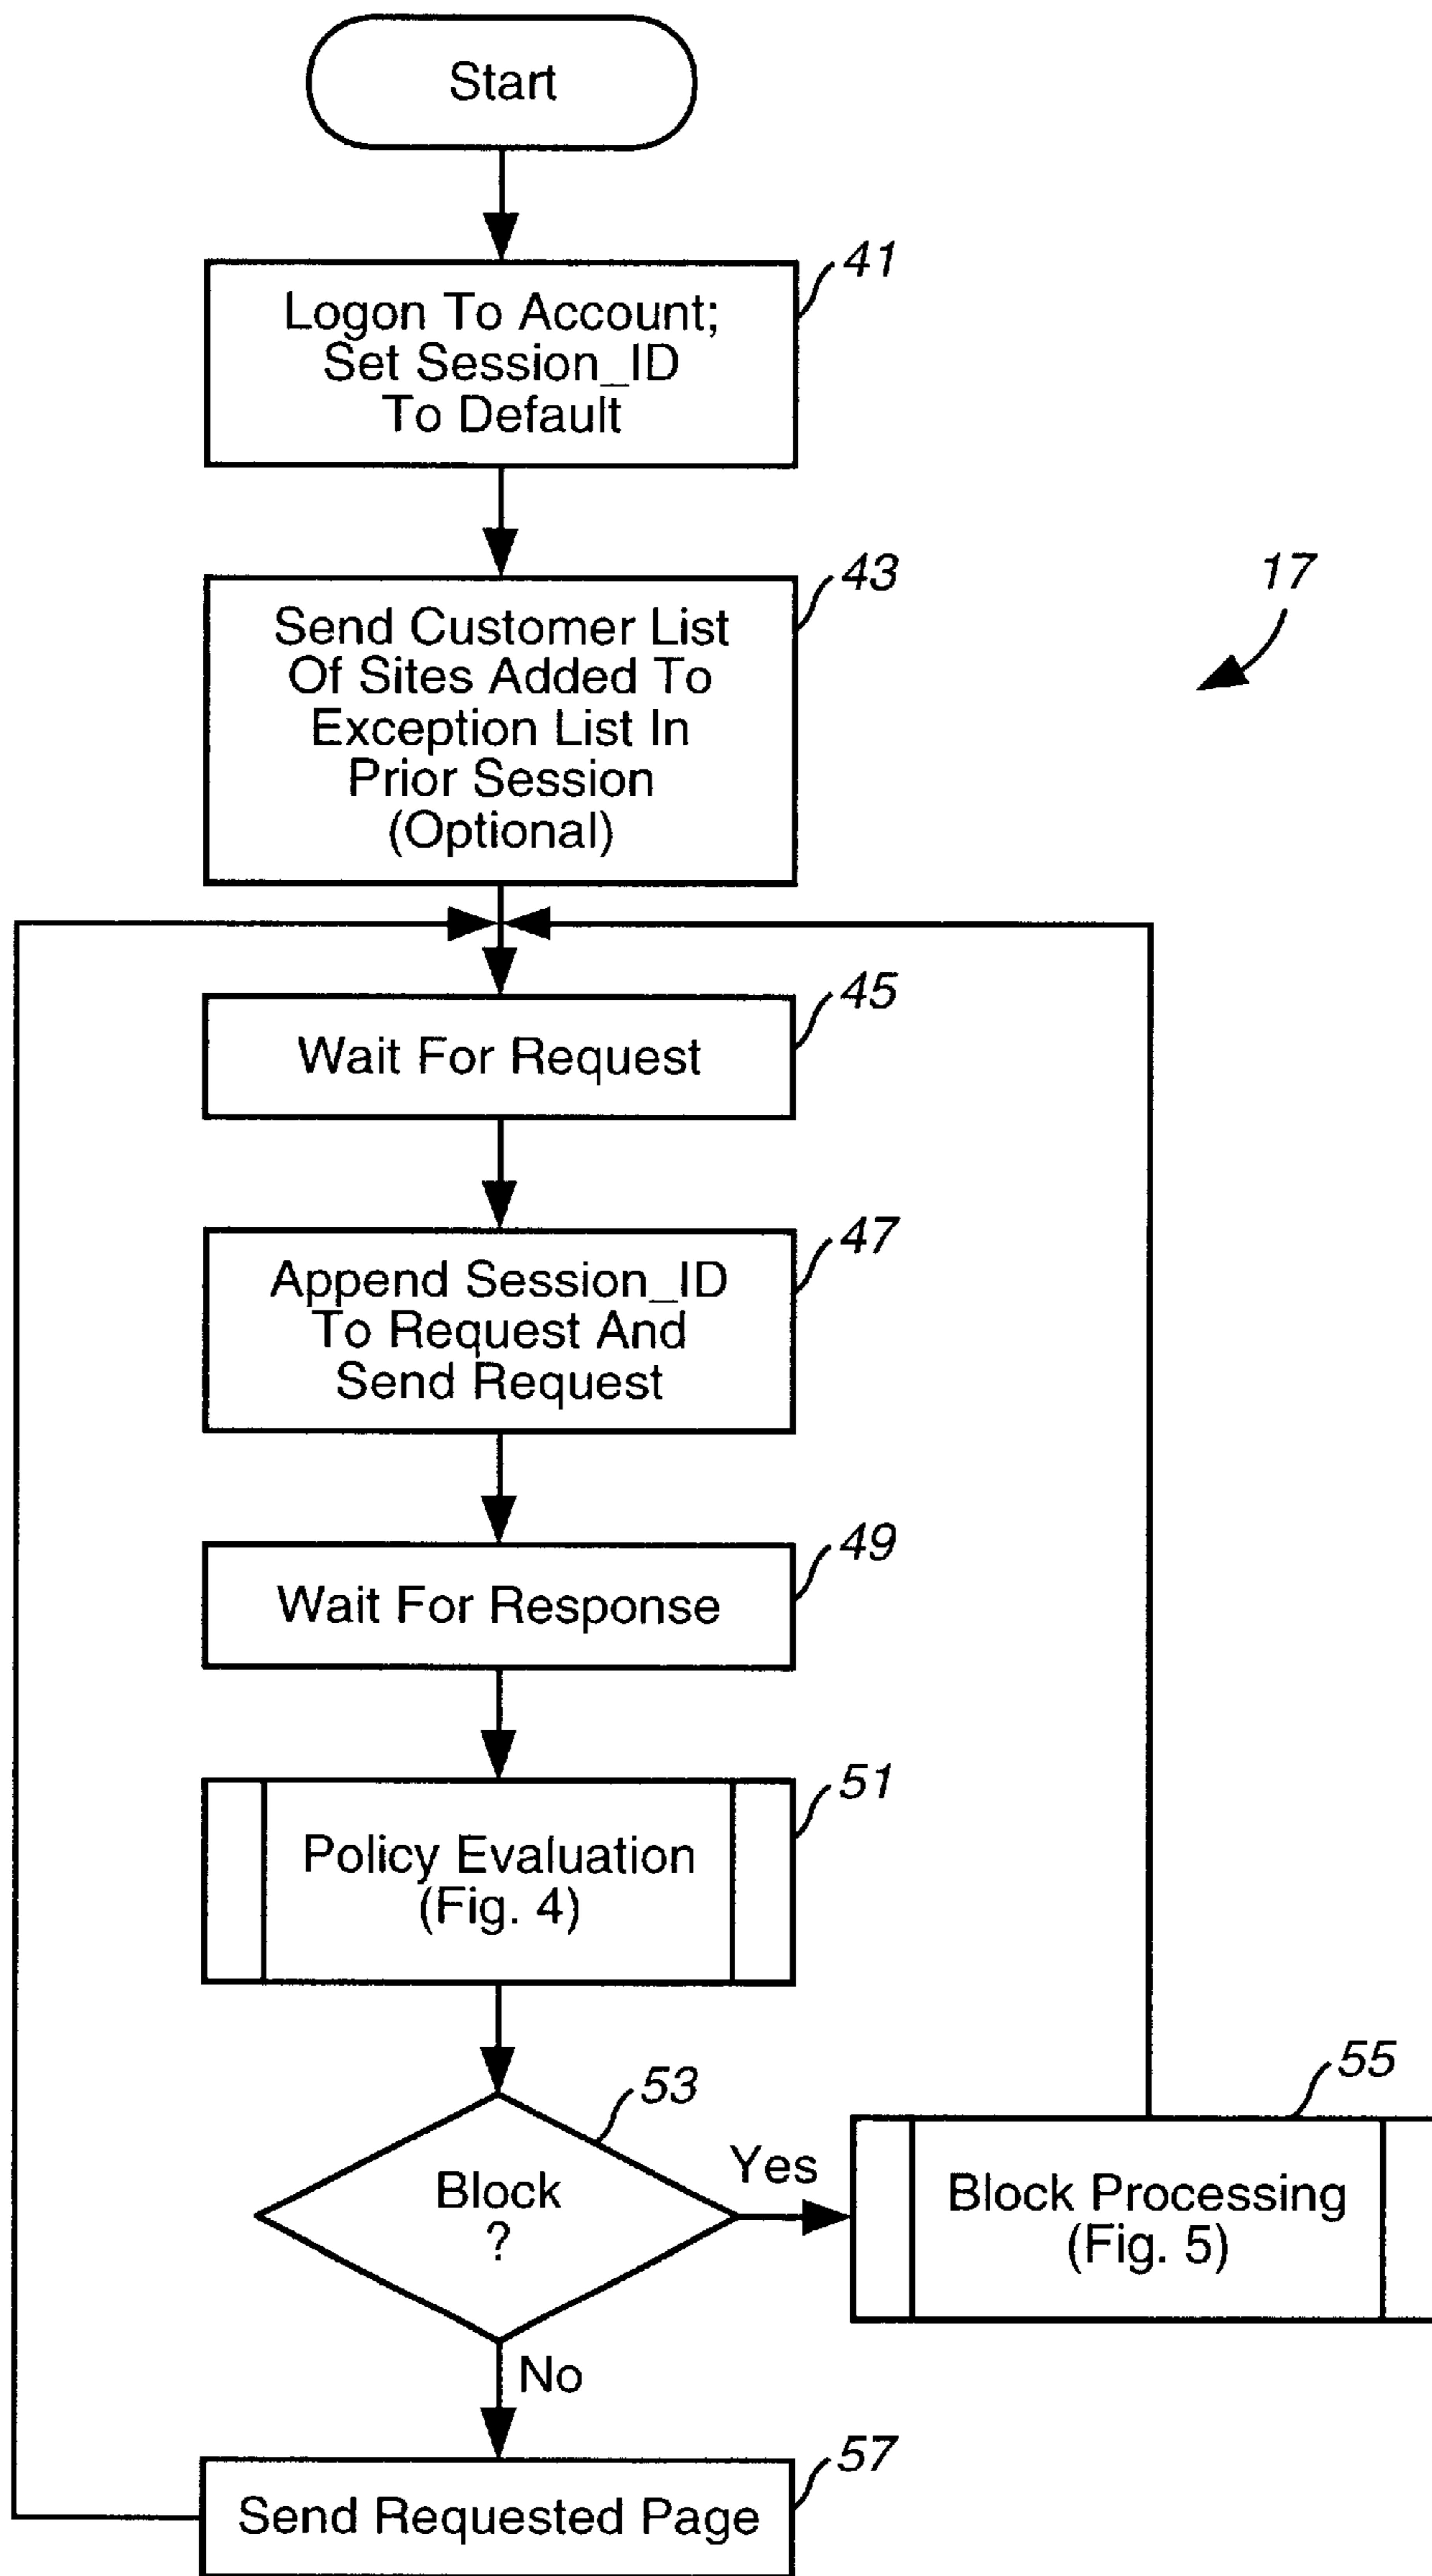 Start
41
Logon To Account;
Set Session_ID
To Default
43
Send Customer List
Of Sites Added To
Exception List In
Prior Session
(Optional)
17
45
Wait For Request
47
Append Session_ID
To Request And
Send Request
49
Wait For Response
51
Policy Evaluation
(Fig. 4)
53
Block
?
Yes
55
Block Processing
(Fig. 5)
No
57
Send Requested Page